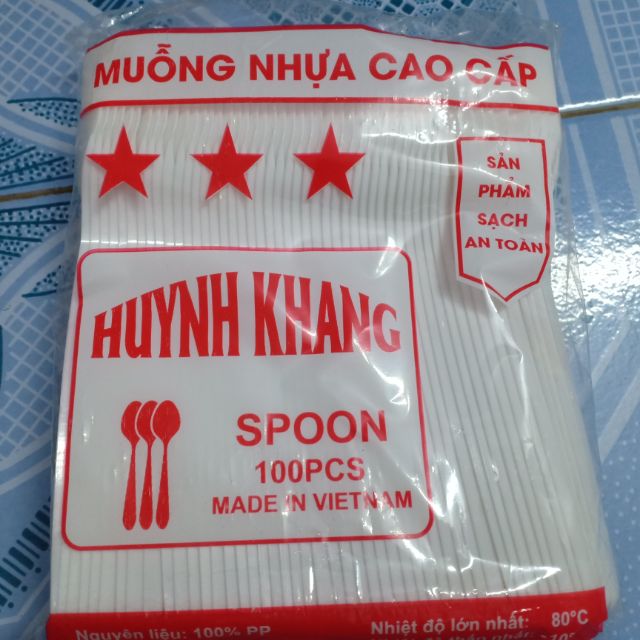 MUỖNG NHỰA CAO CẤP
SẢN
PHẨM
SẠCH
AN TOÀN
HUỲNH KHANG
SPOON
100PCS
MADE IN VIETNAM
Nguyên liệu: 100% PP
Nhiệt độ lớn nhất: 80°C